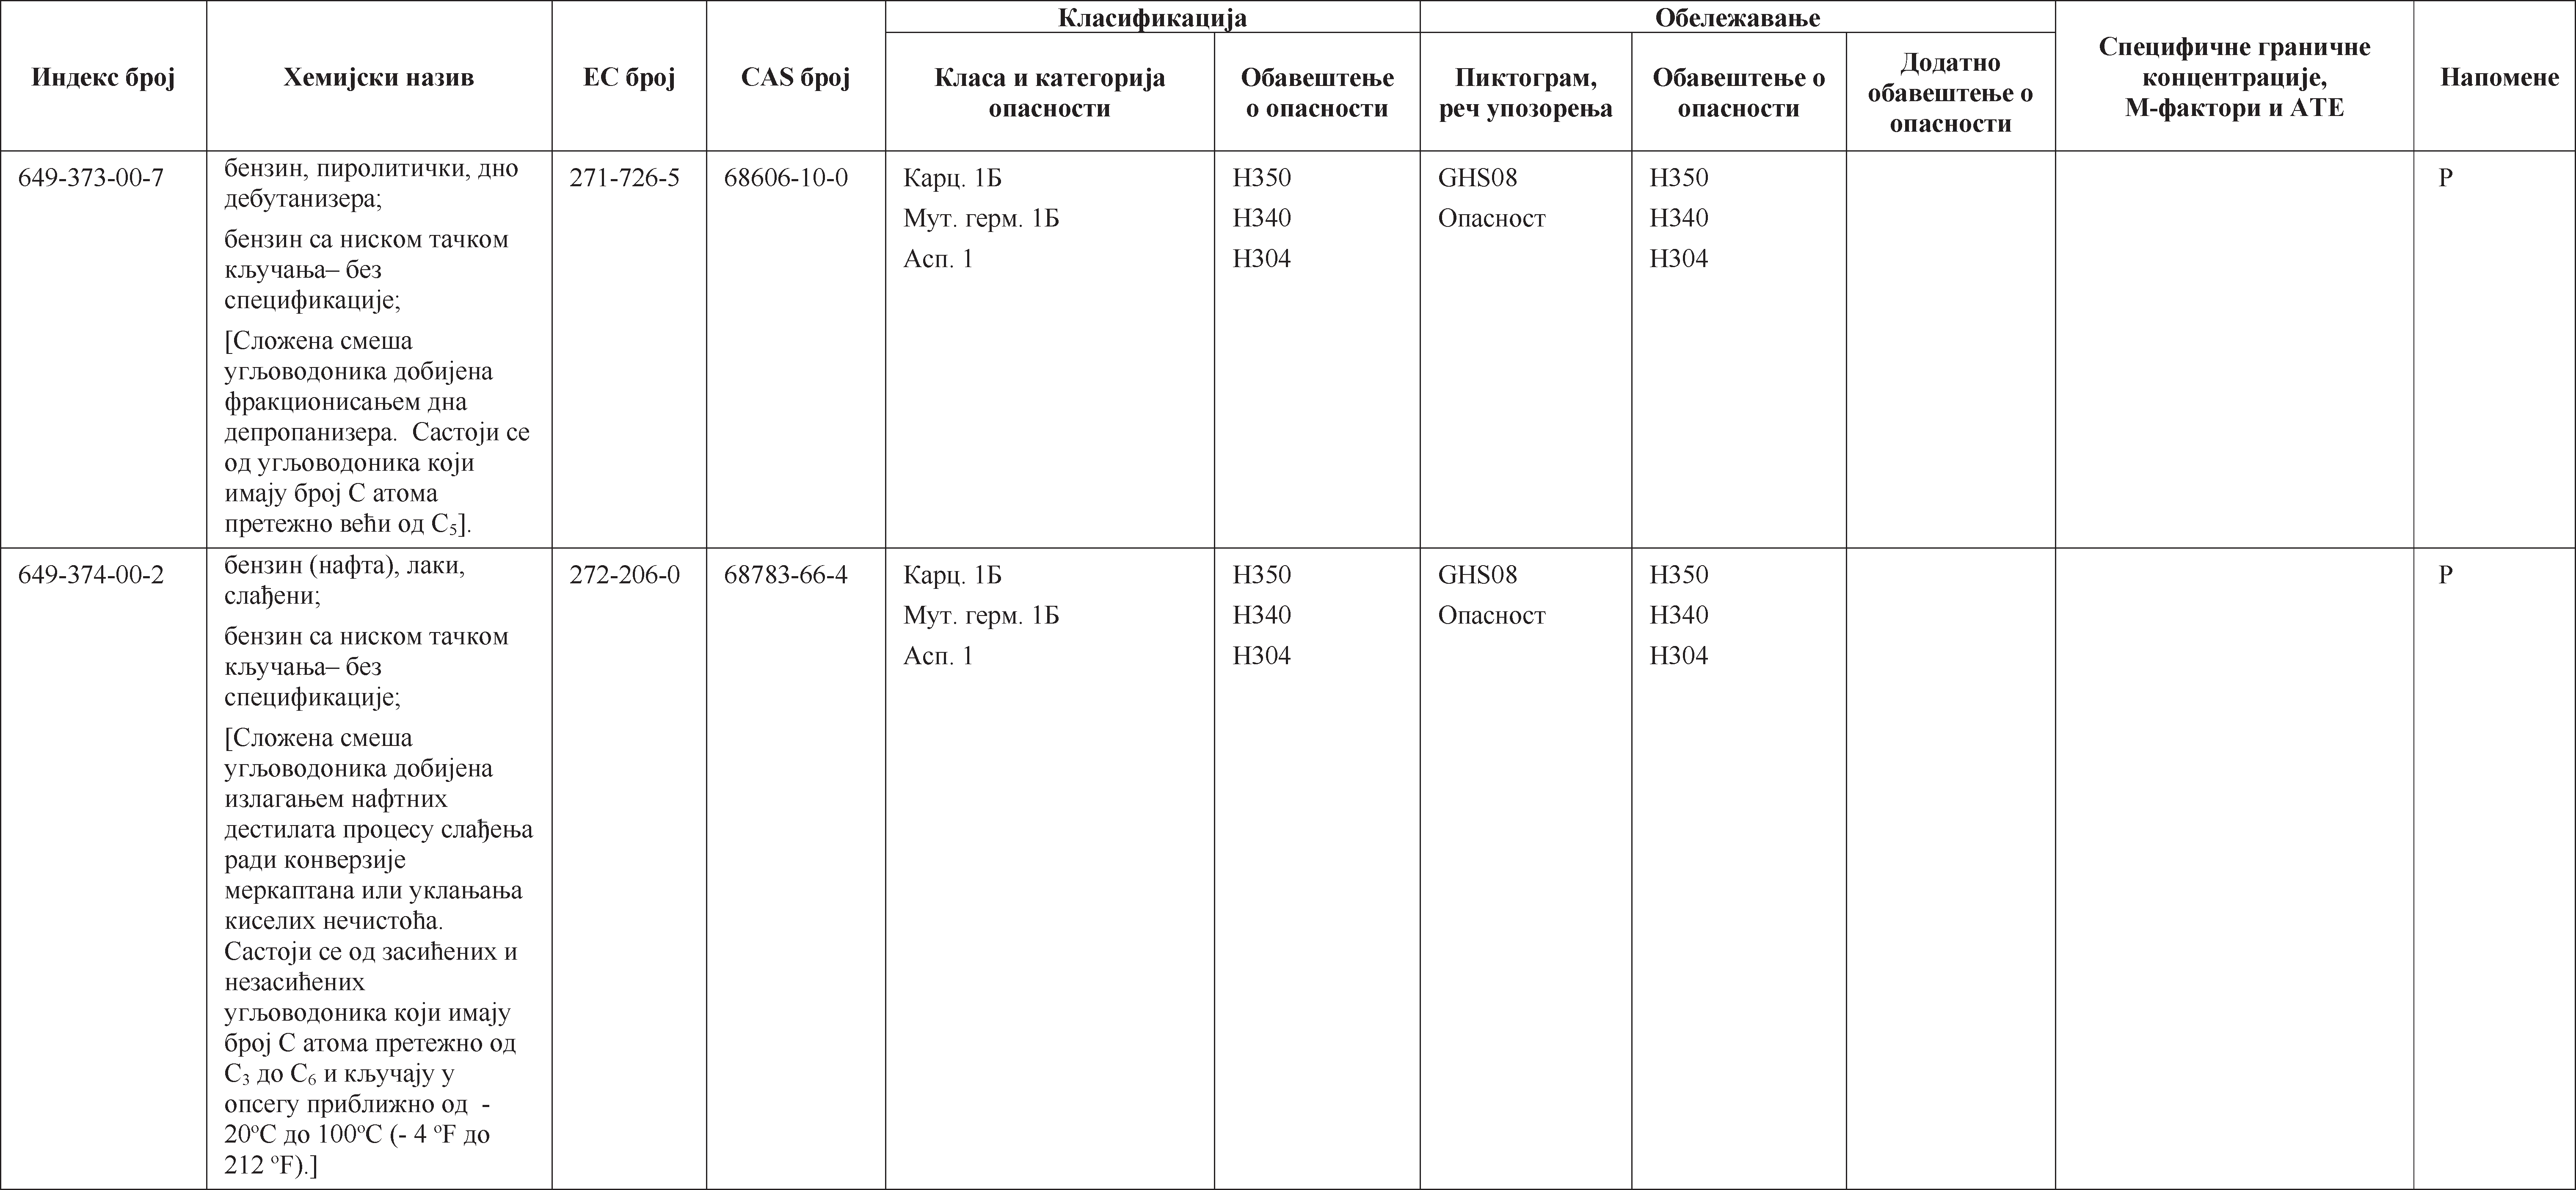 Индекс број
Хемијски назив
ЕС број
CAS број
Класификација
Обележавање
Специфичне граничне
концентрације,
М-фактори и АТЕ
Напомене
Класа и категорија
опасности
Обавештење
о опасности
Пиктограм,
реч упозорења
Обавештење о
опасности
Додатно
обавештење о
опасности
649-373-00-7
бензин, пиролитички, дно
дебутанизера;
бензин са ниском тачком
кључања– без
спецификације;
[Сложена смеша
угљоводоника добијена
фракционисањем дна
депропанизера.  Састоји се
од угљоводоника који
имају број С атома
претежно већи од С₅].
271-726-5
68606-10-0
Карц. 1Б
Мут. герм. 1Б
Асп. 1
H350
H340
H304
GHS08
Опасност
H350
H340
H304
P
649-374-00-2
бензин (нафта), лаки,
слађени;
бензин са ниском тачком
кључања– без
спецификације;
[Сложена смеша
угљоводоника добијена
излагањем нафтних
дестилата процесу слађења
ради конверзије
меркаптана или уклањања
киселих нечистоћа.
Састоји се од засићених и
незасићених
угљоводоника који имају
број С атома претежно од
С₃ до С₆ и кључају у
опсегу приближно од  -
20ºC до 100ºC (- 4 ºF до
212 ºF).]
272-206-0
68783-66-4
Карц. 1Б
Мут. герм. 1Б
Асп. 1
H350
H340
H304
GHS08
Опасност
H350
H340
H304
P